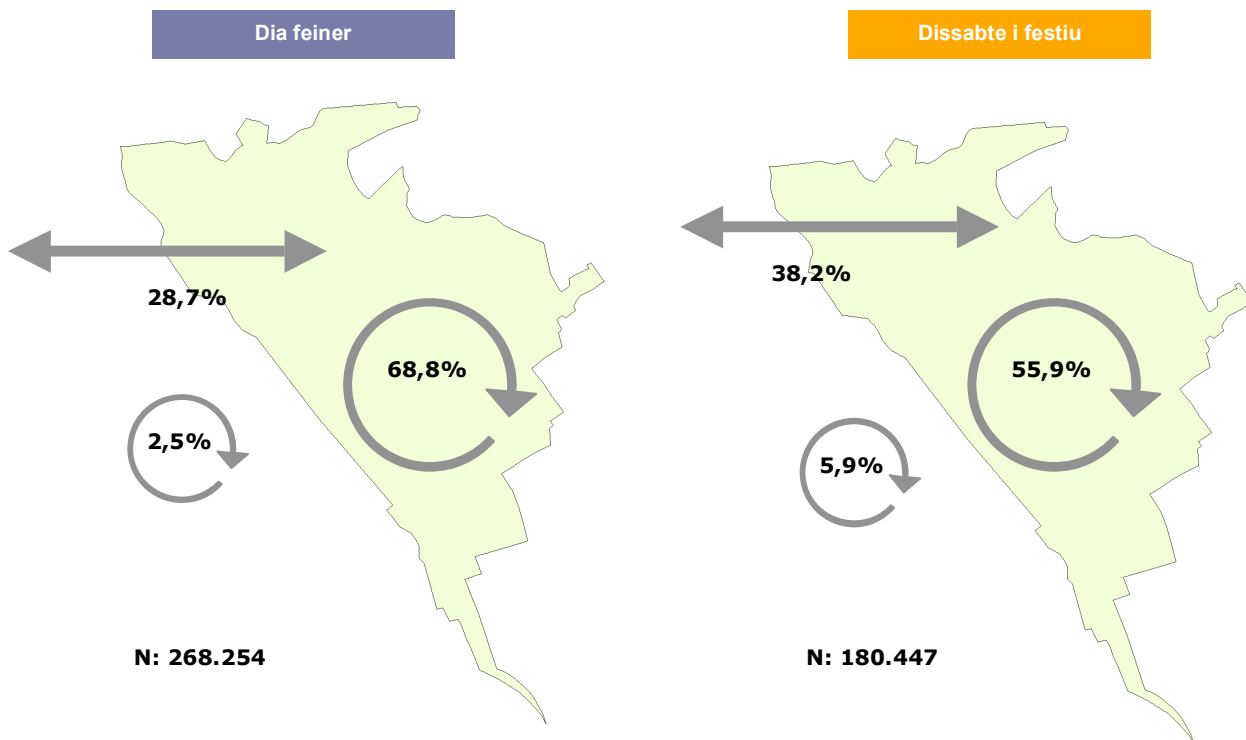 Dia feiner
28,7%
68,8%
2,5%
N: 268.254
Dissabte i festiu
38,2%
55,9%
5,9%
N: 180.447